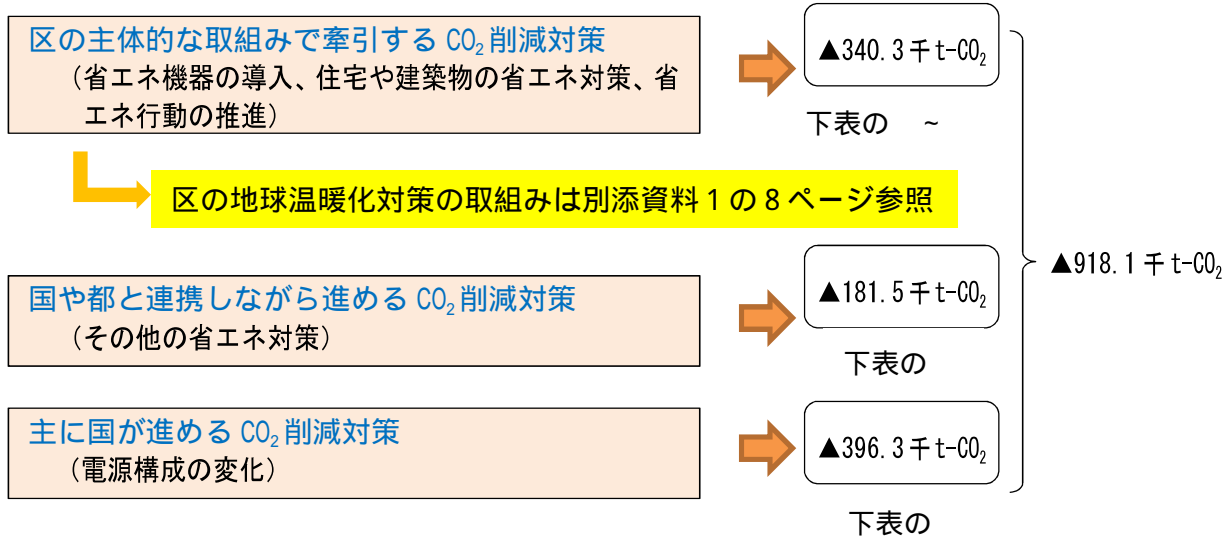 区の主体的な取組みで牽引する CO₂削減対策
（省エネ機器の導入、住宅や建築物の省エネ対策、省
エネ行動の推進）
▲340.3千t-CO₂
下表の ~
区の地球温暖化対策の取組みは別添資料1の8ページ参照
国や都と連携しながら進める CO₂削減対策
（その他の省エネ対策）
▲181.5千t-CO₂
下表の
▲918.1千t-CO₂
主に国が進める CO₂削減対策
（電源構成の変化）
▲396.3千t-CO₂
下表の